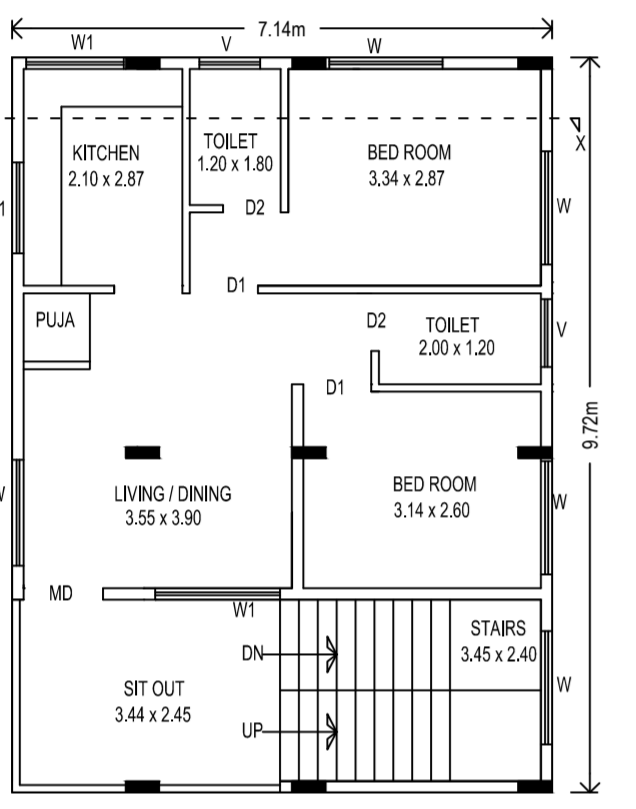 7.14m
W1
V
W
KITCHEN
2.10 x 2.87
TOILET
1.20 x 1.80
BED ROOM
3.34 x 2.87
X
1
D2
W
D1
PUJA
D2
TOILET
2.00 x 1.20
V
D1
9.72m
LIVING / DINING
3.55 x 3.90
BED ROOM
3.14 x 2.60
W
W
MD
W1
DN
STAIRS
3.45 x 2.40
SIT OUT
3.44 x 2.45
UP
W